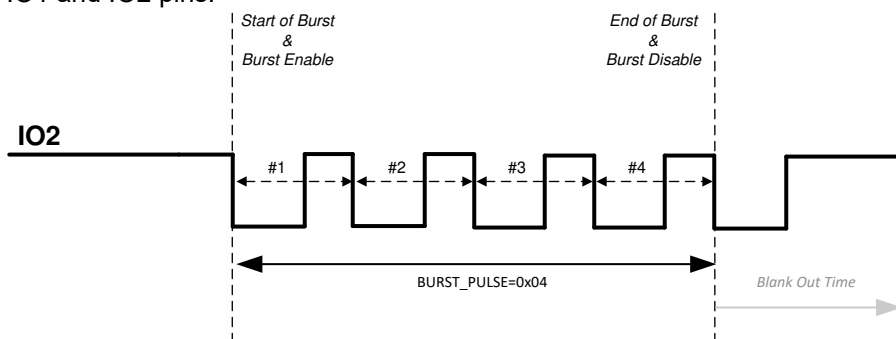 IO1 and IO2 pins.
Start of Burst
&
Burst Enable
End of Burst
&
Burst Disable
IO2
#1
#2
#3
#4
BURST_PULSE=0x04
Blank Out Time